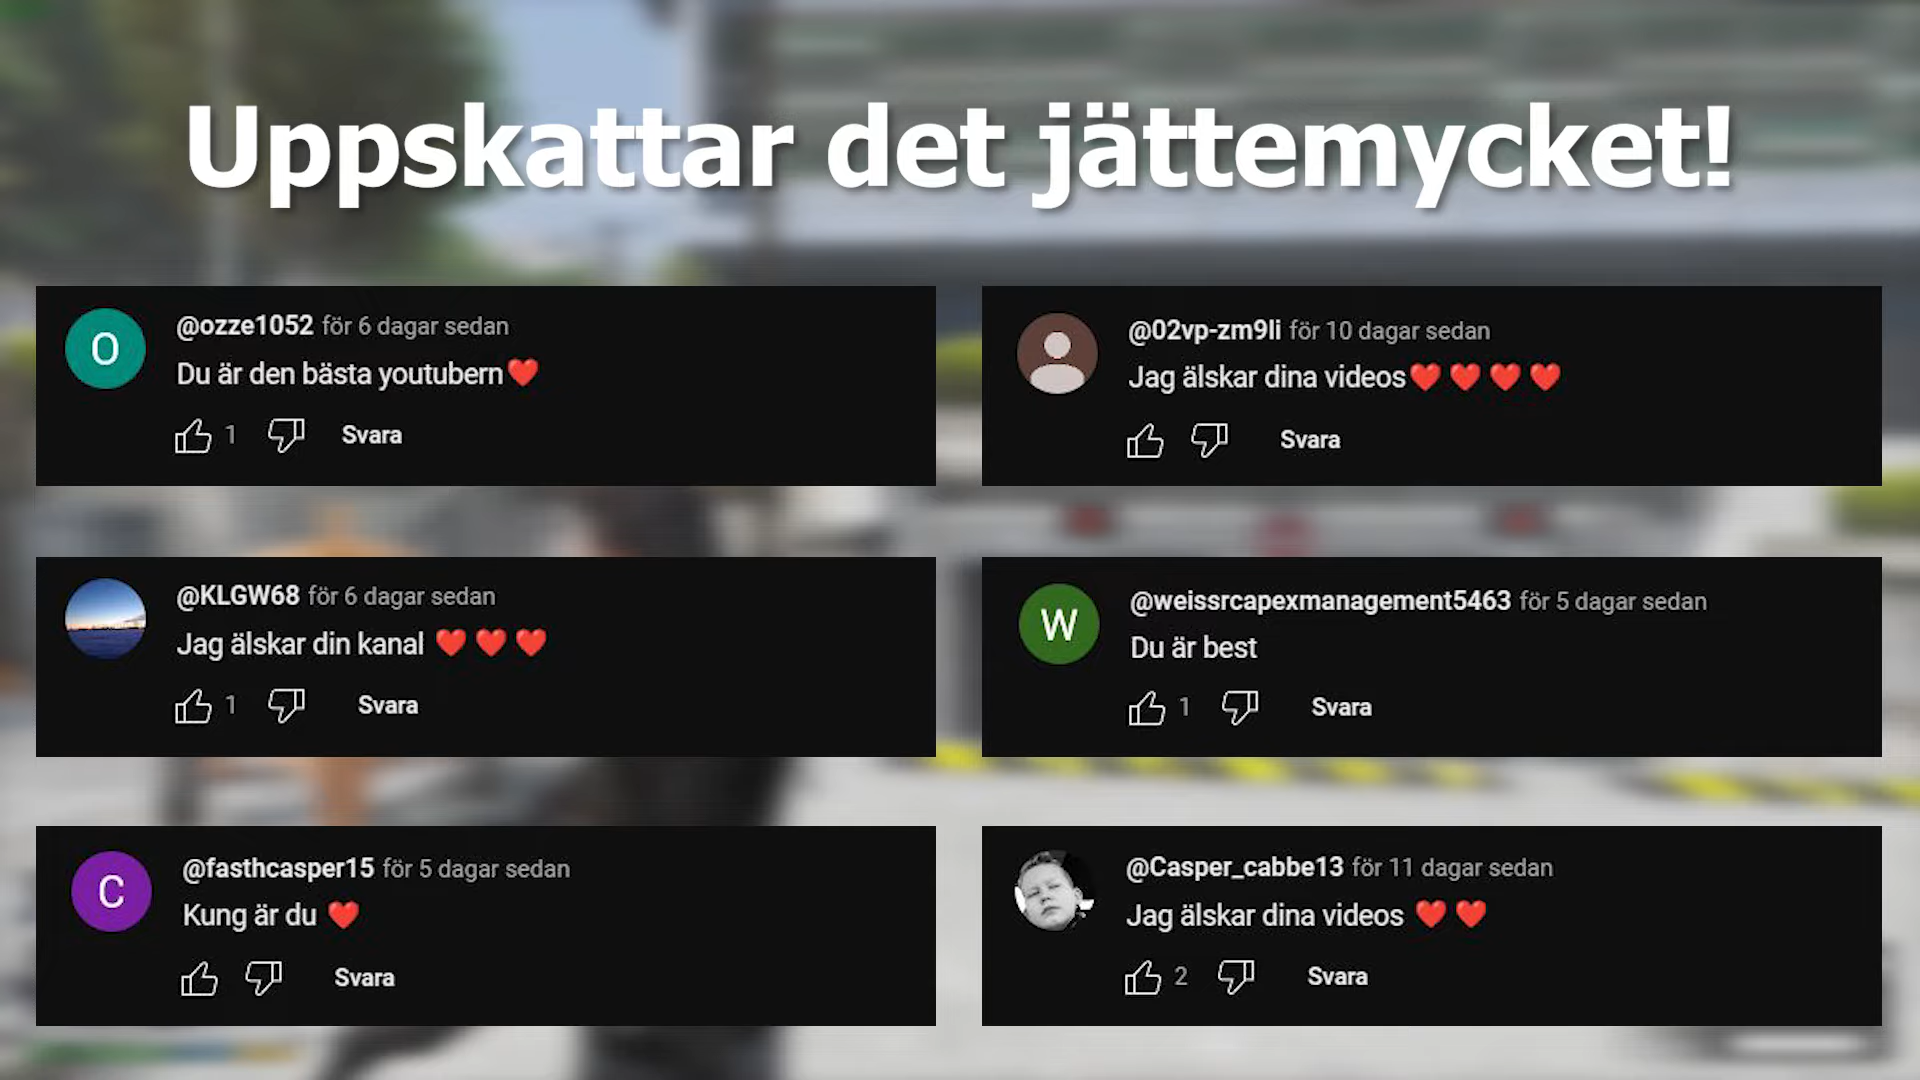 Uppskattar det jättemycket!
@ozze1052 för 6 dagar sedan
Du är den bästa youtubern❤️
1 Svara
@02vp-zm9li för 10 dagar sedan
Jag älskar dina videos❤️❤️❤️❤️
Svara
@KLGW68 för 6 dagar sedan
Jag älskar din kanal ❤️❤️❤️
1 Svara
@weissrcapexmanagement5463 för 5 dagar sedan
Du är best
1 Svara
@fasthcasper15 för 5 dagar sedan
Kung är du ❤️
Svara
@Casper_cabbe13 för 11 dagar sedan
Jag älskar dina videos ❤️❤️
2 Svara
O
W
C